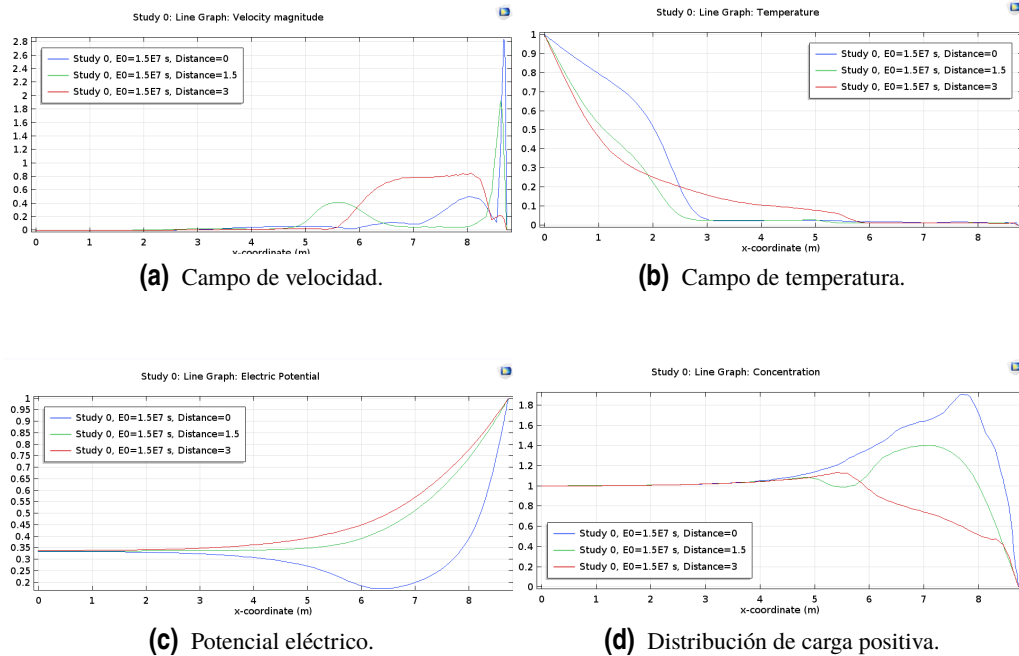 Study 0: Line Graph: Velocity magnitude
2.8
2.6
2.4
2.2
2
1.8
1.6
1.4
1.2
1
0.8
0.6
0.4
0.2
0
Study 0, E0=1.5E7 s, Distance=0
Study 0, E0=1.5E7 s, Distance=1.5
Study 0, E0=1.5E7 s, Distance=3
0 1 2 3 4 5 6 7 8
x-coordinate (m)
(a) Campo de velocidad.
Study 0: Line Graph: Temperature
1
0.9
0.8
0.7
0.6
0.5
0.4
0.3
0.2
0.1
0
Study 0, E0=1.5E7 s, Distance=0
Study 0, E0=1.5E7 s, Distance=1.5
Study 0, E0=1.5E7 s, Distance=3
0 1 2 3 4 5 6 7 8
x-coordinate (m)
(b) Campo de temperatura.
Study 0: Line Graph: Electric Potential
1
0.95
0.9
0.85
0.8
0.75
0.7
0.65
0.6
0.55
0.5
0.45
0.4
0.35
0.3
0.25
0.2
Study 0, E0=1.5E7 s, Distance=0
Study 0, E0=1.5E7 s, Distance=1.5
Study 0, E0=1.5E7 s, Distance=3
0 1 2 3 4 5 6 7 8
x-coordinate (m)
(c) Potencial eléctrico.
Study 0: Line Graph: Concentration
1.8
1.6
1.4
1.2
1
0.8
0.6
0.4
0.2
0
Study 0, E0=1.5E7 s, Distance=0
Study 0, E0=1.5E7 s, Distance=1.5
Study 0, E0=1.5E7 s, Distance=3
0 1 2 3 4 5 6 7 8
x-coordinate (m)
(d) Distribución de carga positiva.